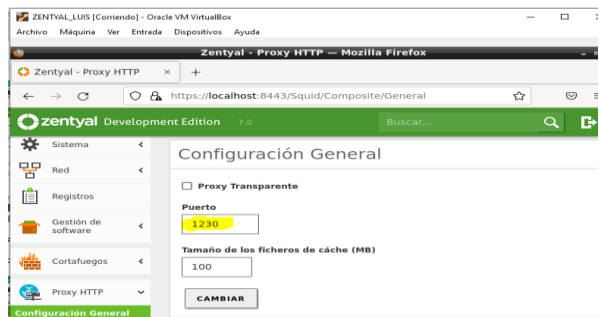 ZENTYAL_LUIS [Corriendo] - Oracle VM VirtualBox
Archivo Máquina Ver Entrada Dispositivos Ayuda
Zentyal - Proxy HTTP — Mozilla Firefox
Zentyal - Proxy HTTP
https://localhost:8443/Squid/Composite/General
zentyal Development Edition 7.0 Buscar...
Sistema
Red
Registros
Gestión de
software
Cortafuegos
Proxy HTTP
Configuración General
Configuración General
Proxy Transparente
Puerto
1230
Tamaño de los ficheros de cáche (MB)
100
CAMBIAR